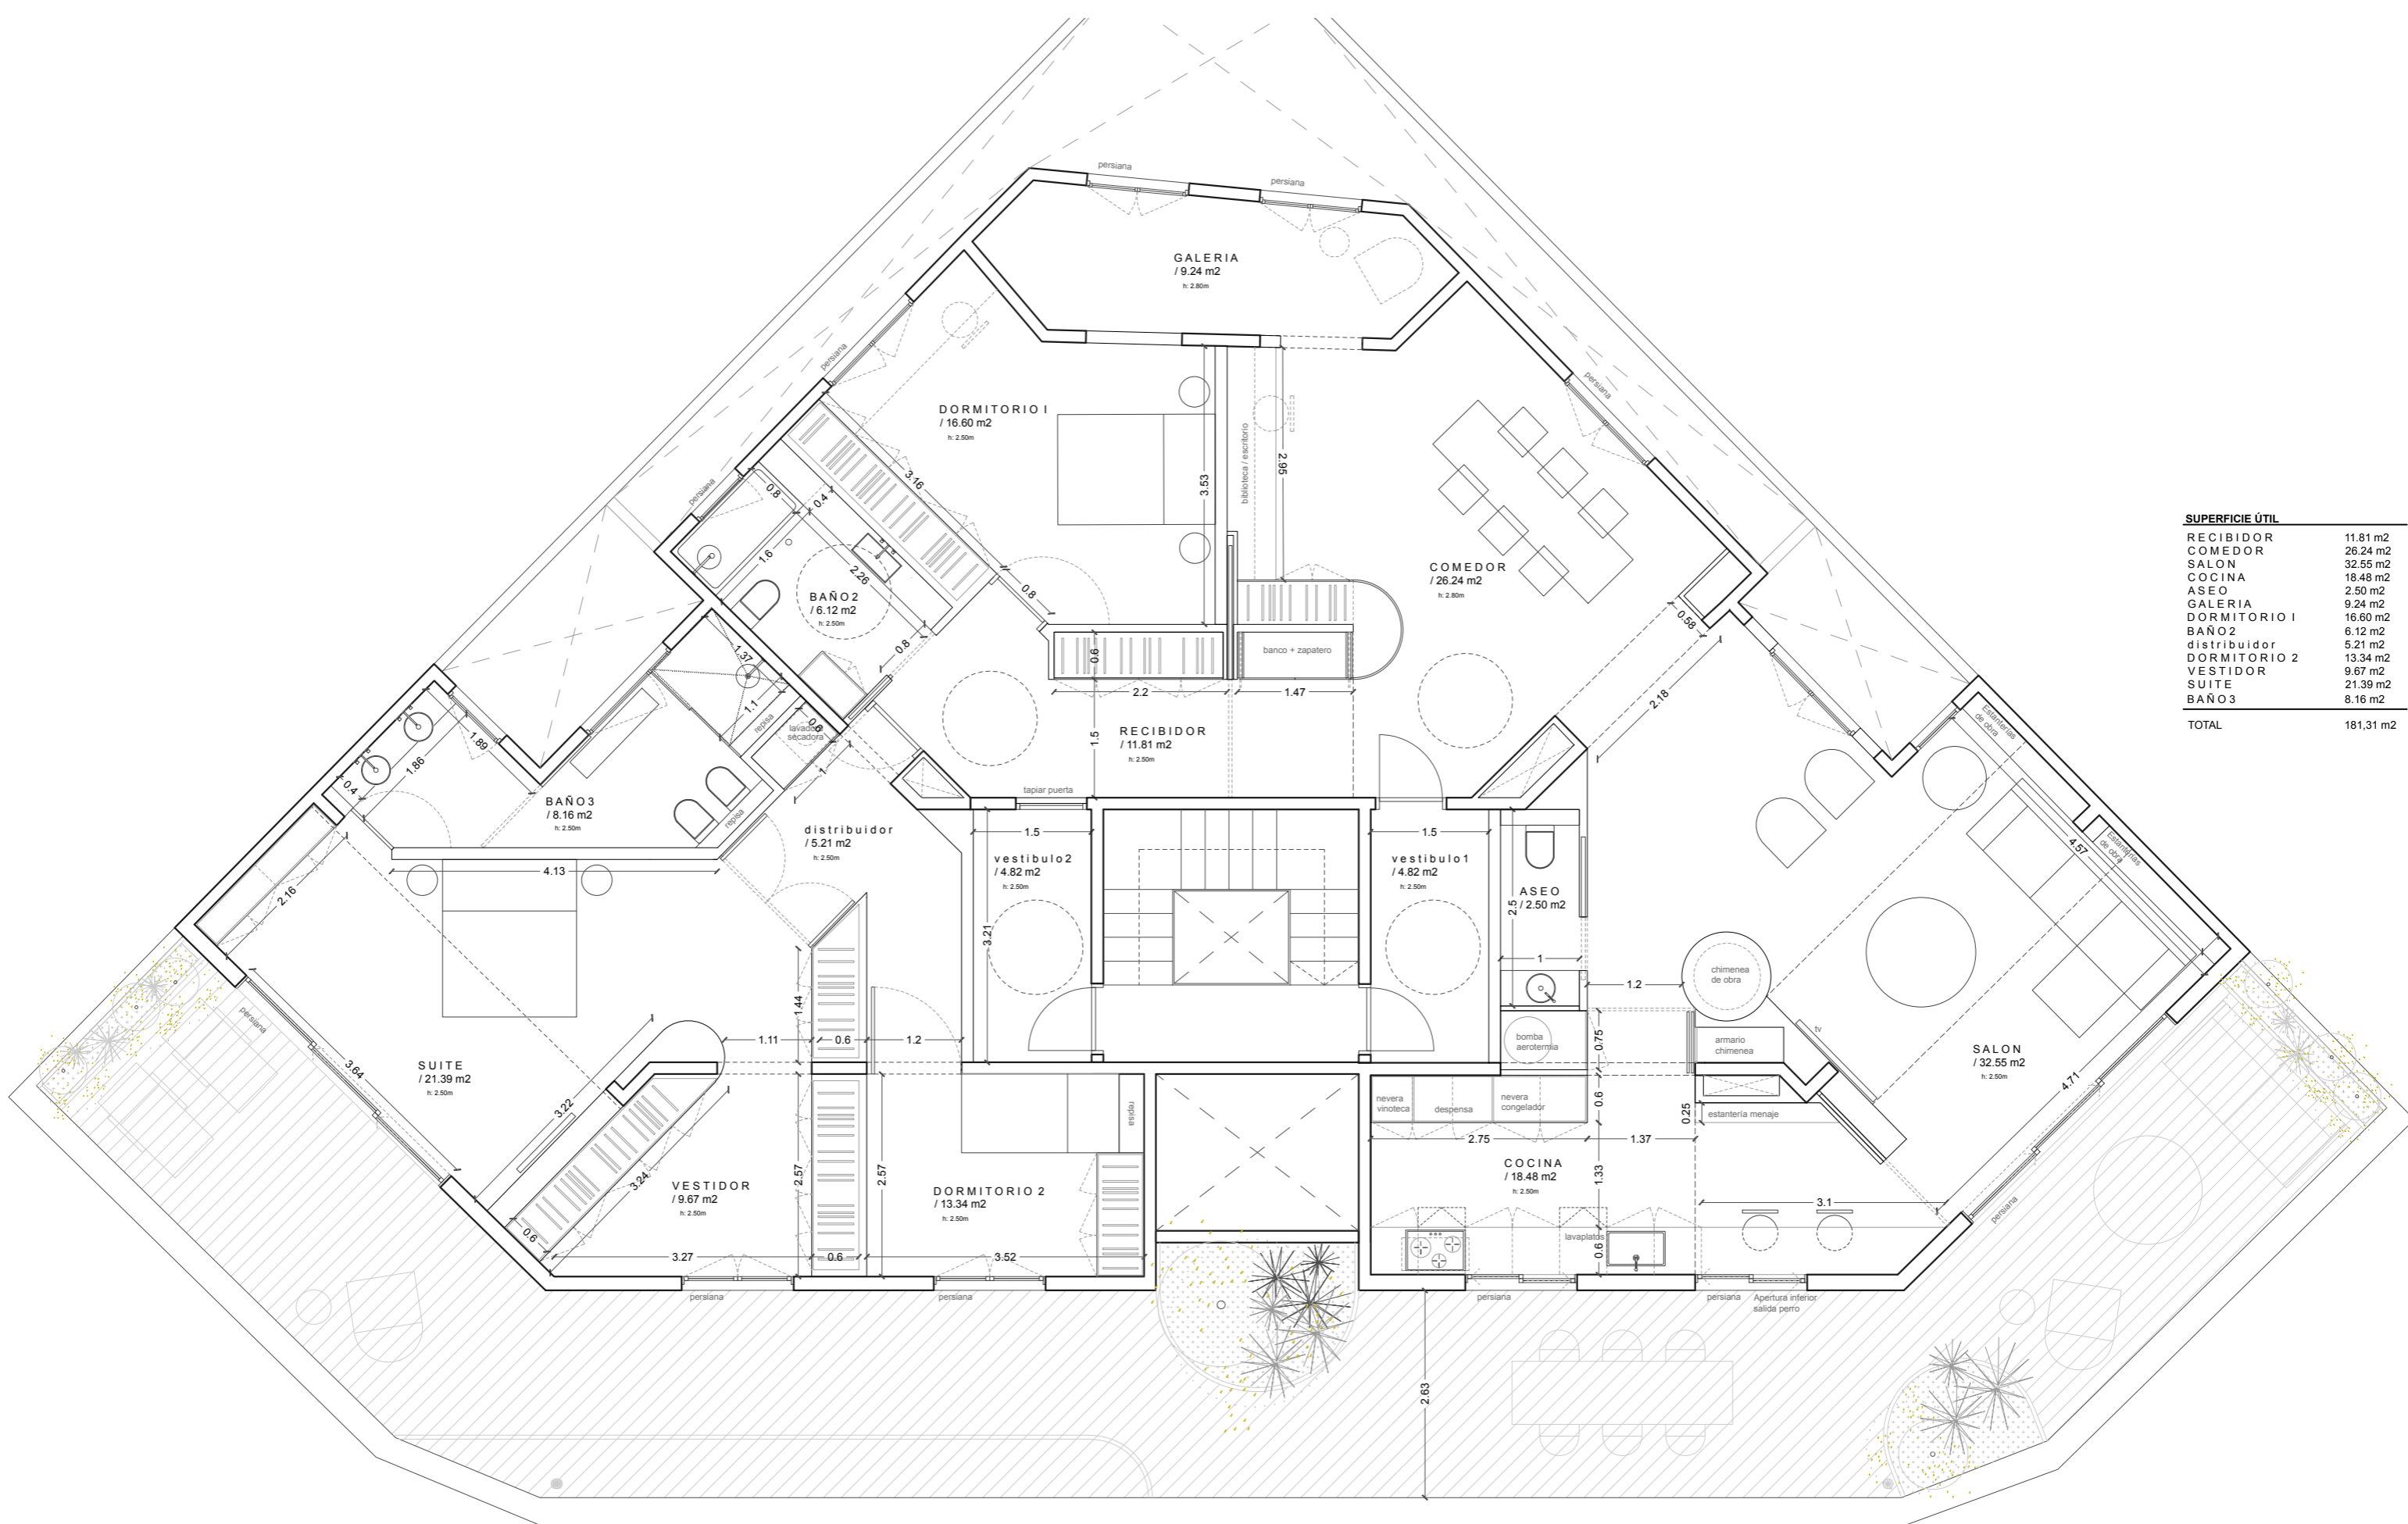 persiana
persiana
GALERIA
/ 9.24 m2
h: 2.80m
persiana
persiana
DORMITORIO I
/ 16.60 m2
h: 2.50m
3.16
3.53
biblioteca / escritorio
2.95
persiana
0.8
0.4
1.6
2.26
BAÑO2
/ 6.12 m2
h: 2.50m
0.8
0.8
COMEDOR
/ 26.24 m2
h: 2.80m
0.58
2.18
0.6
banco + zapatero
2.2
1.47
RECIBIDOR
/ 11.81 m2
h: 2.50m
1.5
1.37
1.1
repisa
0.6
lavadora
secadora
1
1.89
1.86
0.4
BAÑO3
/ 8.16 m2
h: 2.50m
repisa
tapiar puerta
distribuidor
/ 5.21 m2
h: 2.50m
1.5
vestibulo2
/ 4.82 m2
h: 2.50m
3.21
1.5
vestibulo1
/ 4.82 m2
h: 2.50m
ASEO
/ 2.50 m2
2.5
1
1.2
chimenea
de obra
Estanterias
de obra
Estanterias
de obra
4.57
4.13
2.16
persiana
3.64
SUITE
/ 21.39 m2
h: 2.50m
1.44
1.11
0.6
1.2
3.22
3.24
0.6
VESTIDOR
/ 9.67 m2
h: 2.50m
2.57
2.57
3.27
0.6
DORMITORIO 2
/ 13.34 m2
h: 2.50m
3.52
repisa
persiana
persiana
bomba
aerotermia
0.75
armario
chimenea
tv
SALON
/ 32.55 m2
h: 2.50m
4.71
persiana
nevera
vinoteca
despensa
nevera
congelador
0.6
0.25
estantería menaje
2.75
1.37
COCINA
/ 18.48 m2
h: 2.50m
1.33
3.1
lavaplatos
0.6
persiana
persiana
Apertura inferior
salida perro
2.63
SUPERFICIE ÚTIL
RECIBIDOR 11.81 m2
COMEDOR 26.24 m2
SALON 32.55 m2
COCINA 18.48 m2
ASEO 2.50 m2
GALERIA 9.24 m2
DORMITORIO I 16.60 m2
BAÑO2 6.12 m2
distribuidor 5.21 m2
DORMITORIO 2 13.34 m2
VESTIDOR 9.67 m2
SUITE 21.39 m2
BAÑO3 8.16 m2
TOTAL 181,31 m2